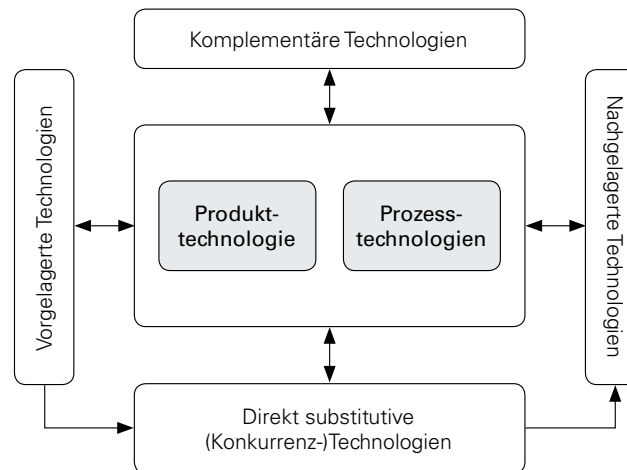 Komplementäre Technologien
Vorgelagerte Technologien
Produkt-
technologie
Prozess-
technologien
Nachgelagerte Technologien
Direkt substitutive
(Konkurrenz-)Technologien